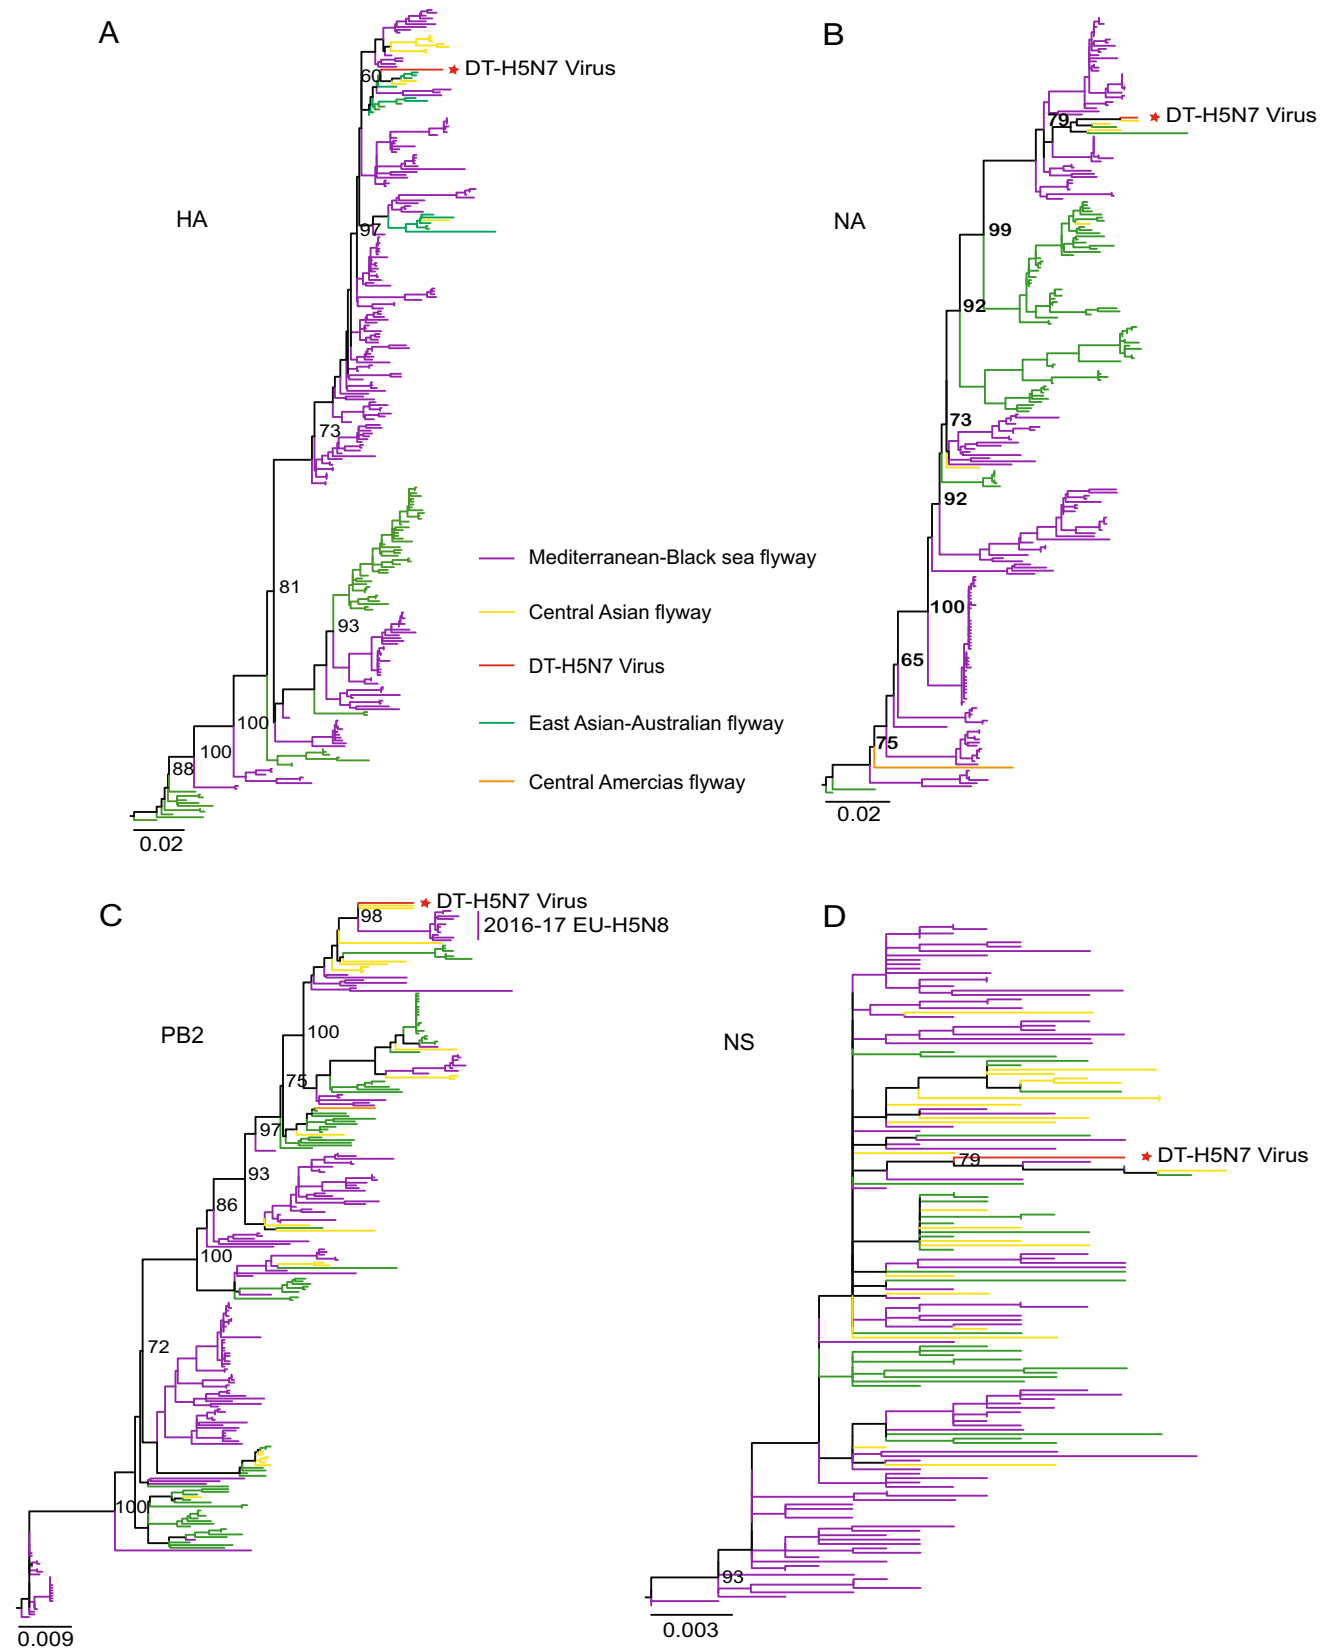 A
60
DT-H5N7 Virus
HA
97
73
81
93
100
100
88
0.02
B
79
DT-H5N7 Virus
NA
99
92
73
92
100
65
75
0.02
Mediterranean-Black sea flyway
Central Asian flyway
DT-H5N7 Virus
East Asian-Australian flyway
Central Amercias flyway
C
DT-H5N7 Virus
98
2016-17 EU-H5N8
PB2
100
75
97
93
86
100
72
100
0.009
D
NS
79
DT-H5N7 Virus
93
0.003